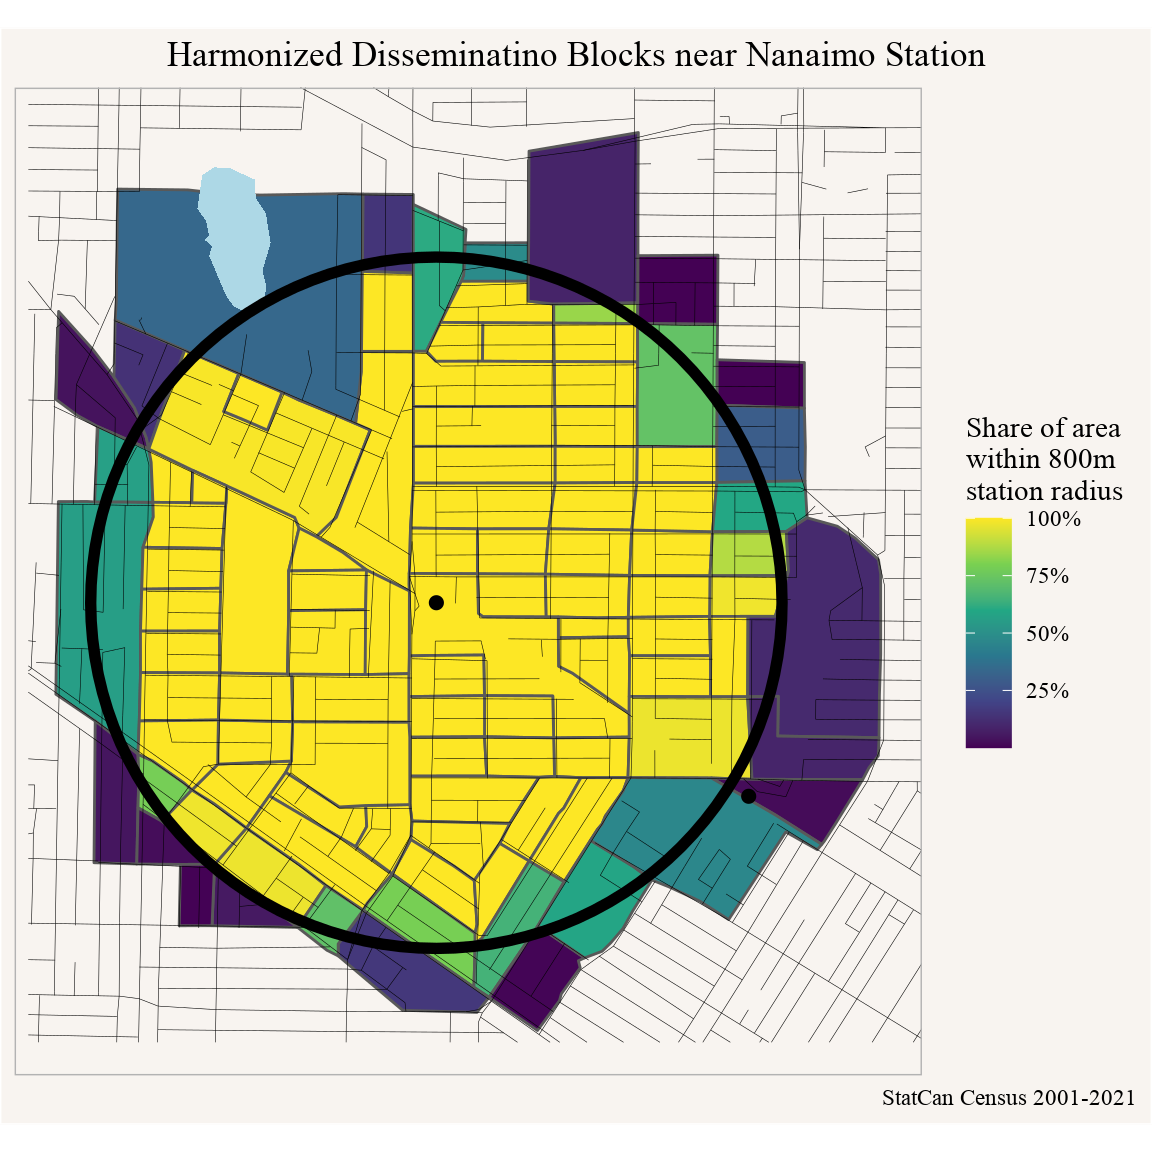 Harmonized Disseminatino Blocks near Nanaimo Station
Share of area
within 800m
station radius
100%
75%
50%
25%
StatCan Census 2001-2021